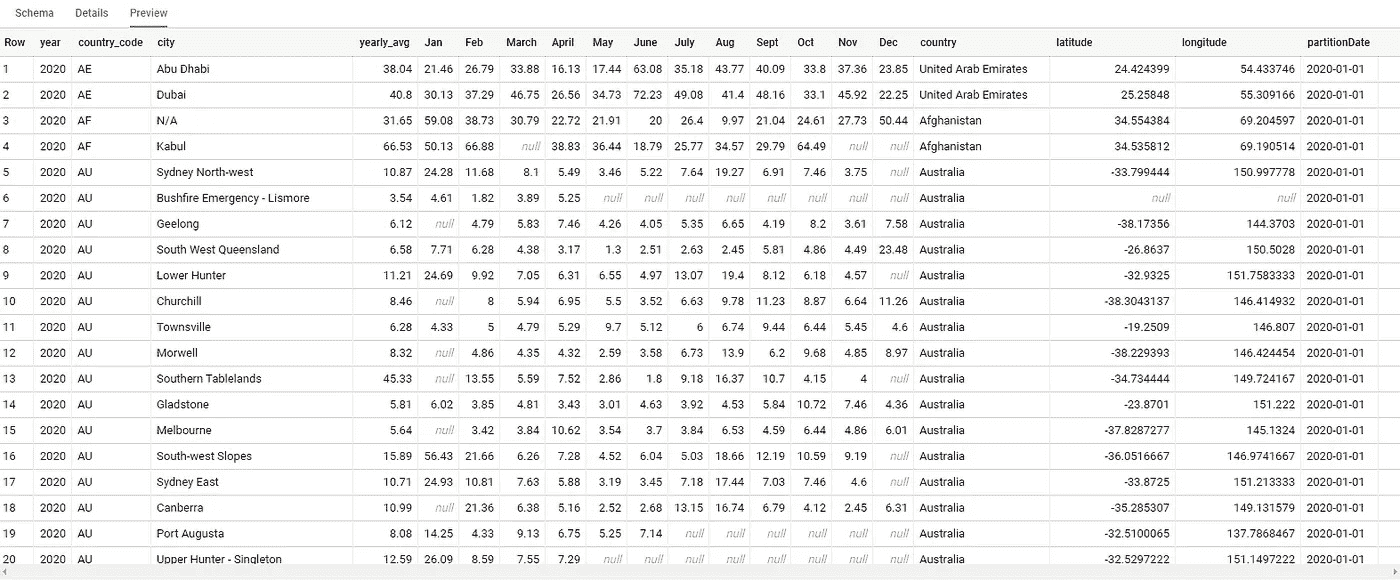 Schema Details Preview
Row year country_code city yearly_avg Jan Feb March April May June July Aug Sept Oct Nov Dec country latitude longitude partitionDate
1 2020 AE Abu Dhabi 38.04 21.46 26.79 33.88 16.13 17.44 63.08 35.18 43.77 40.09 33.8 37.36 23.85 United Arab Emirates 24.424399 54.433746 2020-01-01
2 2020 AE Dubai 40.8 30.13 37.29 46.75 26.56 34.73 72.23 49.08 41.4 48.16 33.1 45.92 22.25 United Arab Emirates 25.25848 55.309166 2020-01-01
3 2020 AF N/A 31.65 59.08 38.73 30.79 22.72 21.91 20 26.4 9.97 21.04 24.61 27.73 50.44 Afghanistan 34.554384 69.204597 2020-01-01
4 2020 AF Kabul 66.53 50.13 66.88 null 38.83 36.44 18.79 25.77 34.57 29.79 64.49 null null Afghanistan 34.535812 69.190514 2020-01-01
5 2020 AU Sydney North-west 10.87 24.28 11.68 8.1 5.49 3.46 5.22 7.64 19.27 6.91 7.46 3.75 null Australia -33.799444 150.997778 2020-01-01
6 2020 AU Bushfire Emergency - Lismore 3.54 4.61 1.82 3.89 5.25 null null null null null null null null Australia null null 2020-01-01
7 2020 AU Geelong 6.12 null 4.79 5.83 7.46 4.26 4.05 5.35 6.65 4.19 8.2 3.61 7.58 Australia -38.17356 144.3703 2020-01-01
8 2020 AU South West Queensland 6.58 7.71 6.28 4.38 3.17 1.3 2.51 2.63 2.45 5.81 4.86 4.49 23.48 Australia -26.8637 150.5028 2020-01-01
9 2020 AU Lower Hunter 11.21 24.69 9.92 7.05 6.31 6.55 4.97 13.07 19.4 8.12 6.18 4.57 null Australia -32.9325 151.7583333 2020-01-01
10 2020 AU Churchill 8.46 null 8 5.94 6.95 5.5 3.52 6.63 9.78 11.23 8.87 6.64 11.26 Australia -38.3043137 146.414932 2020-01-01
11 2020 AU Townsville 6.28 4.33 5 4.79 5.29 9.7 5.12 6 6.74 9.44 6.44 5.45 4.6 Australia -19.2509 146.807 2020-01-01
12 2020 AU Morwell 8.32 null 4.86 4.35 4.32 2.59 3.58 6.73 13.9 6.2 9.68 4.85 8.97 Australia -38.229393 146.424454 2020-01-01
13 2020 AU Southern Tablelands 45.33 null 13.55 5.59 7.52 2.86 1.8 9.18 16.37 10.7 4.15 4 null Australia -34.734444 149.724167 2020-01-01
14 2020 AU Gladstone 5.81 6.02 3.85 4.81 3.43 3.01 4.63 3.92 4.53 5.84 10.72 7.46 4.36 Australia -23.8701 151.222 2020-01-01
15 2020 AU Melbourne 5.64 null 3.42 3.84 10.62 3.54 3.7 3.84 6.53 4.59 6.44 4.86 6.01 Australia -37.8287277 145.1324 2020-01-01
16 2020 AU South-west Slopes 15.89 56.43 21.66 6.26 7.28 4.52 6.04 5.03 18.66 12.19 10.59 9.19 null Australia -36.0516667 146.9741667 2020-01-01
17 2020 AU Sydney East 10.71 24.93 10.81 7.63 5.88 3.19 3.45 7.18 17.44 7.03 7.46 4.6 null Australia -33.8725 151.213333 2020-01-01
18 2020 AU Canberra 10.99 null 21.36 6.38 5.16 2.52 2.68 13.15 16.74 6.79 4.12 2.45 6.31 Australia -35.285307 149.131579 2020-01-01
19 2020 AU Port Augusta 8.08 14.25 4.33 9.13 6.75 5.25 7.14 null null null null null null Australia -32.5100065 137.7868467 2020-01-01
20 2020 AU Upper Hunter - Singleton 12.59 26.09 8.59 7.55 7.29 null null null null null null null null Australia -32.5297222 151.1497222 2020-01-01